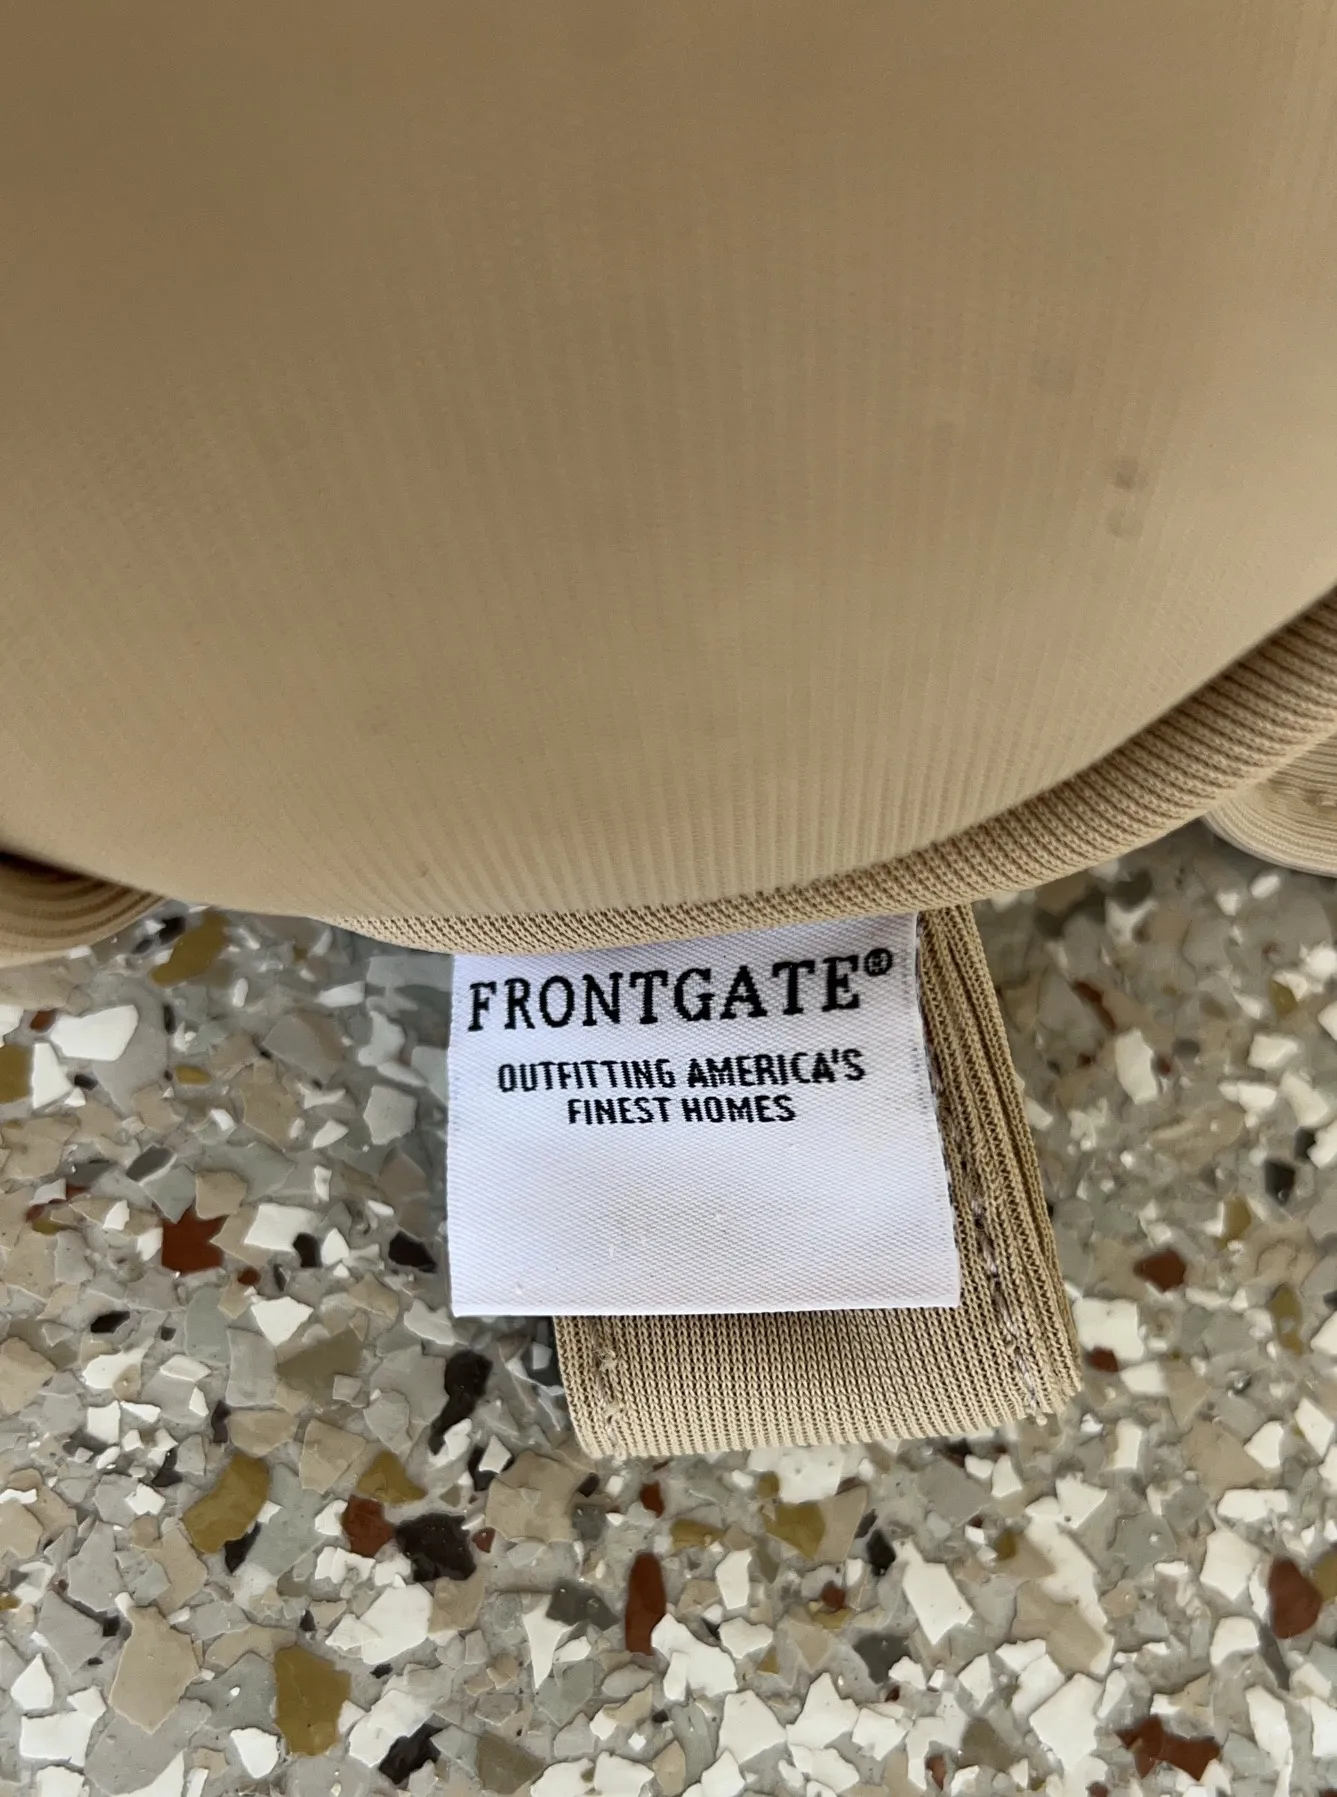 FRONTGATE®
OUTFITTING AMERICA'S
FINEST HOMES